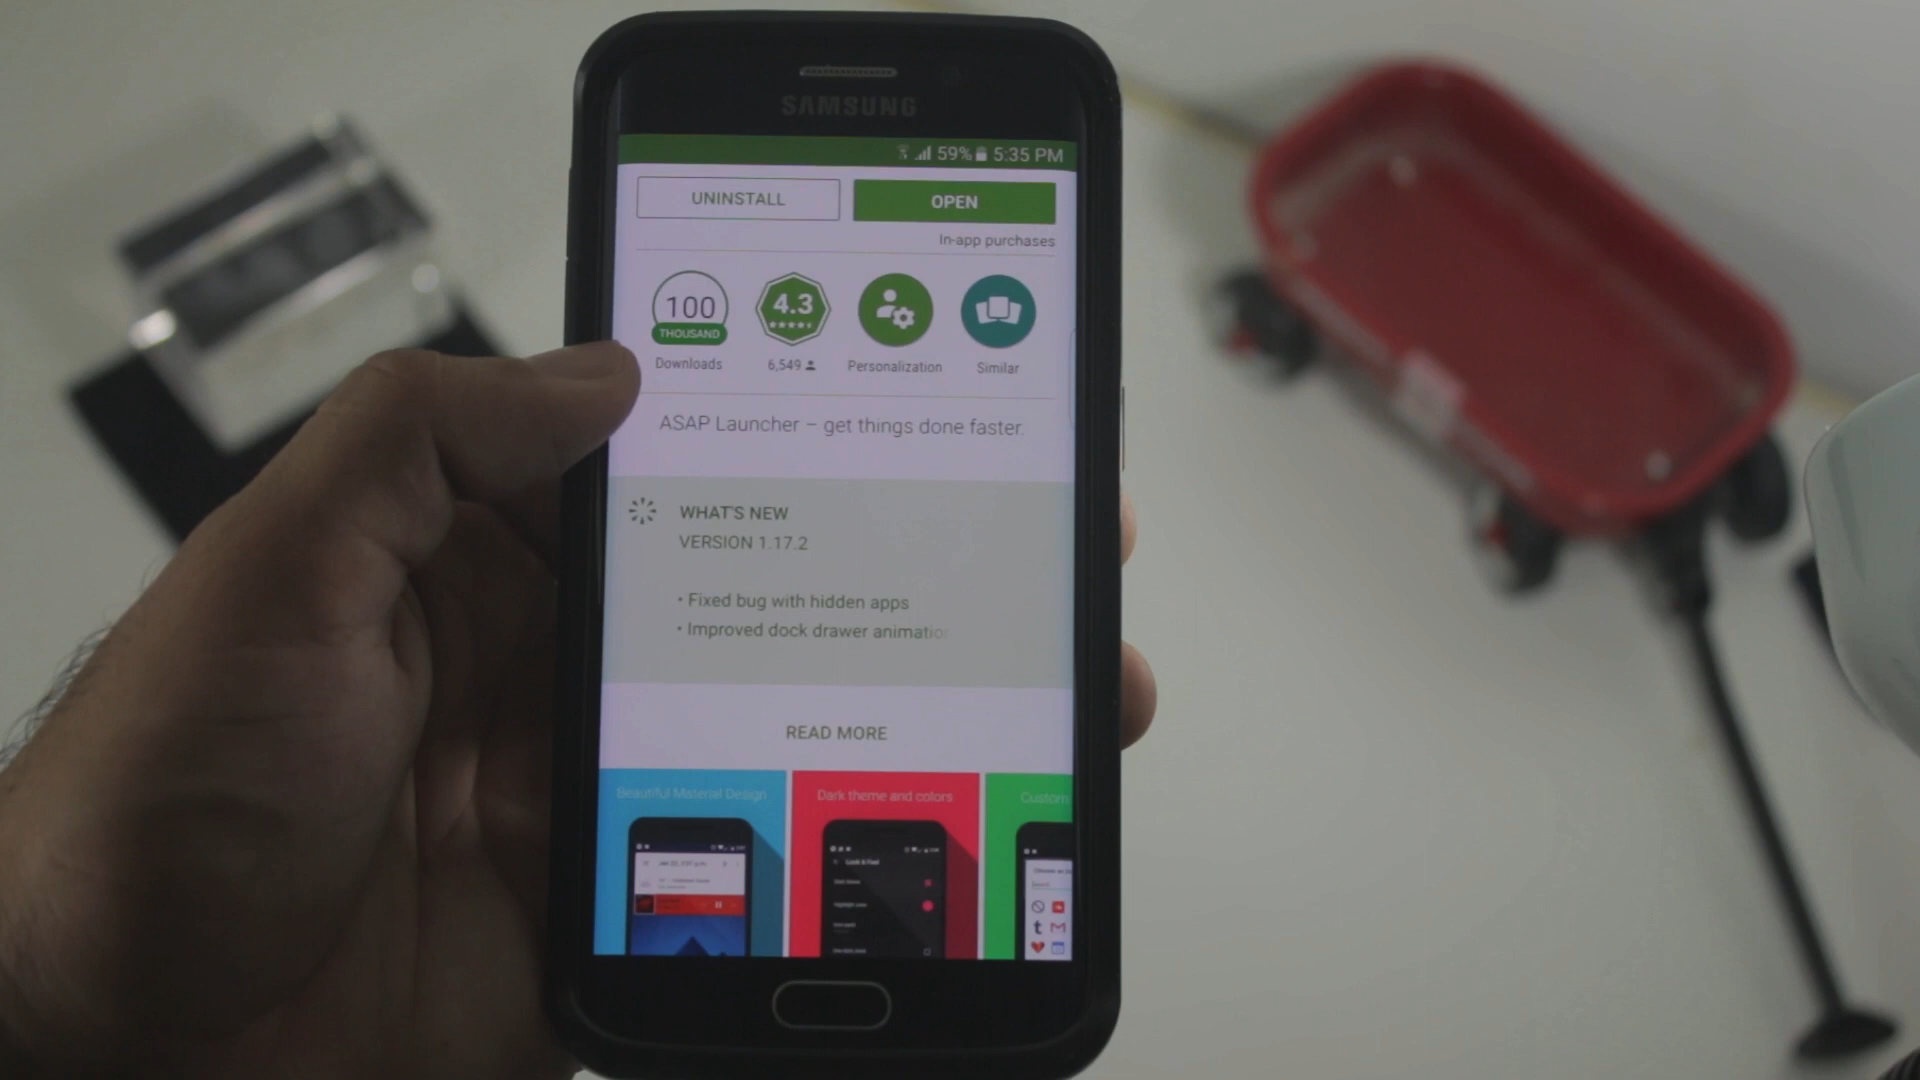 SAMSUNG
59% 5:35 PM
UNINSTALL
OPEN
In-app purchases
100
THOUSAND
Downloads
4.3
6,549
Personalization
Similar
ASAP Launcher – get things done faster.
WHAT'S NEW
VERSION 1.17.2
• Fixed bug with hidden apps
• Improved dock drawer animatio
READ MORE
Beautiful Material Design
Dark theme and colors
Custom
Look & Feel